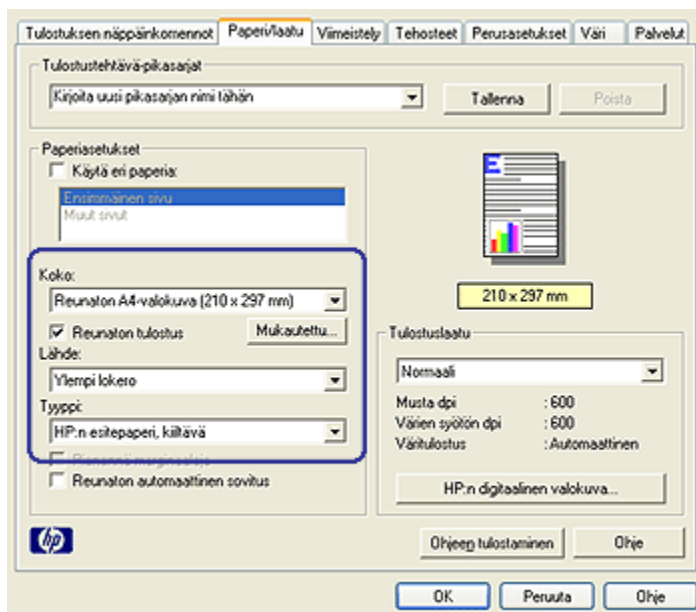 Tulostuksen näppäinkomennot Paperi/laatu Viimeistely Tehosteet Perusasetukset Väri Palvelut
Tulostustehtävä-pikasarjat
Kirjoita uusi pikasarjan nimi tähän
Tallenna
Poista
Paperiasetukset
Käytä eri paperia:
Ensimmäinen sivu
Muut sivut
Koko:
Reunaton A4-valokuva (210 x 297 mm)
Reunaton tulostus
Mukautettu...
Lähde:
Ylempi lokero
Tyyppi:
HP:n esitepaperi, kiiltävä
Reunaton automaattinen sovitus
E
210 x 297 mm
Tulostuslaatu
Normaali
Musta dpi : 600
Värien syötön dpi : 600
Väritulostus : Automaattinen
HP:n digitaalinen valokuva...
hp
Ohjeen tulostaminen
Ohje
OK
Peruuta
Ohje